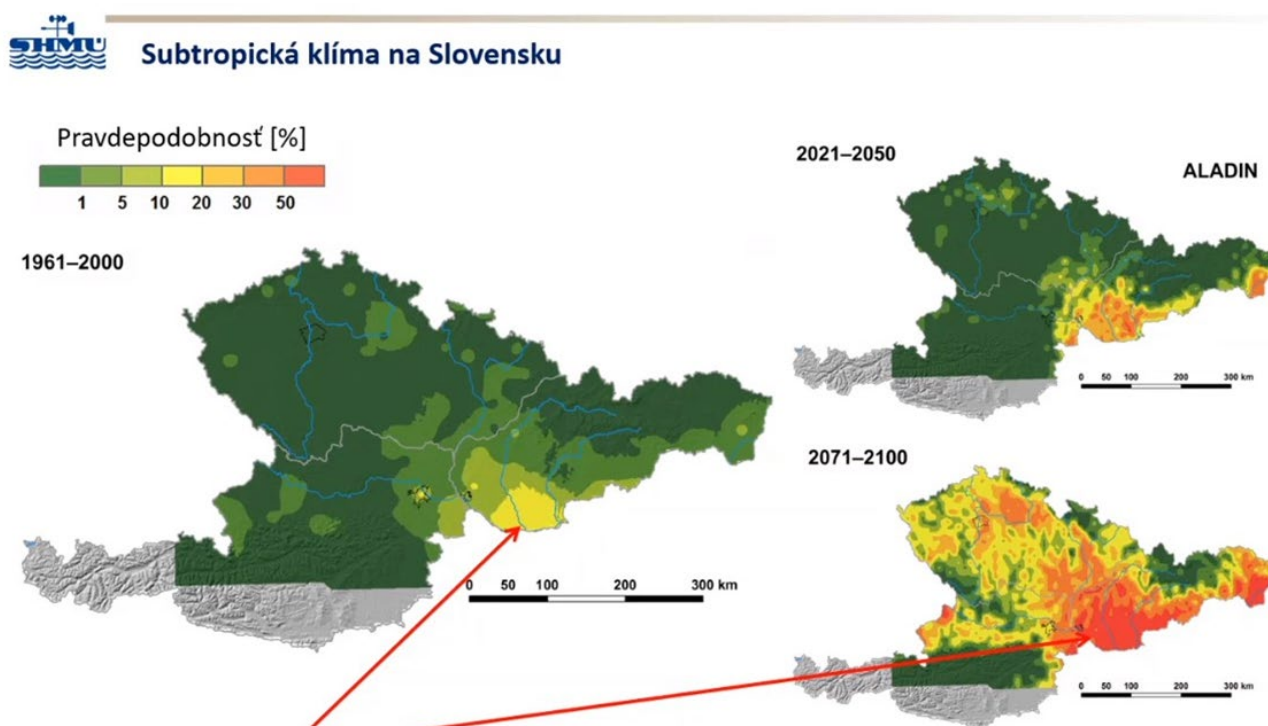 SHMÚ
Subtropická klíma na Slovensku
Pravdepodobnosť [%]
1 5 10 20 30 50
1961–2000
0 50 100 200 300 km
2021–2050
ALADIN
0 50 100 200 300 km
2071–2100
0 50 100 200 300 km